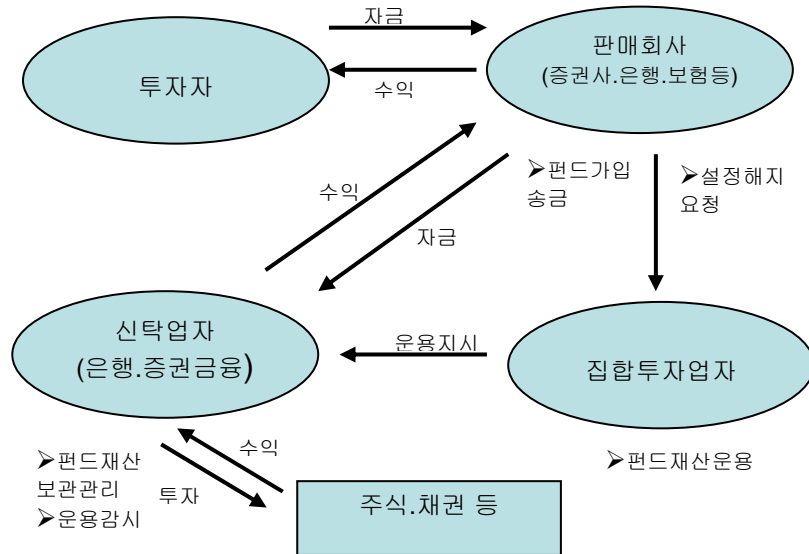 자금
판매회사
(증권사.은행.보험등)
투자자
수익
수익
➢펀드가입
송금
➢설정해지
요청
자금
신탁업자
(은행.증권금융)
운용지시
집합투자업자
➢펀드재산
보관관리
➢운용감시
수익
투자
➢펀드재산운용
주식.채권 등